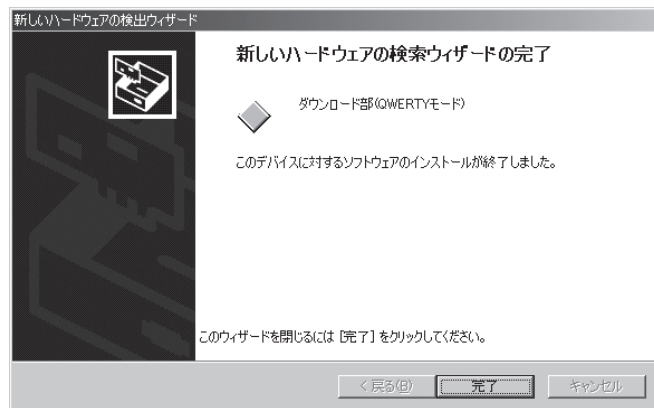 新しいハードウェアの検出ウィザード
新しいハードウェアの検索ウィザードの完了
ダウンロード部(QWERTYモード)
このデバイスに対するソフトウェアのインストールが終了しました。
このウィザードを閉じるには [完了] をクリックしてください。
< 戻る(B)
完了
キャンセル